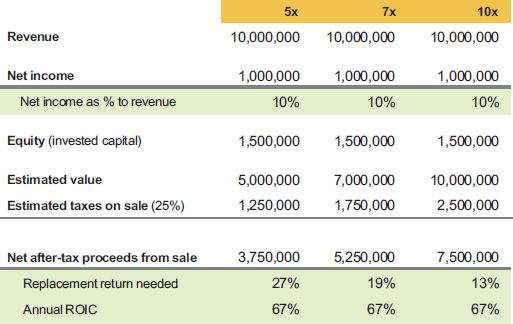 5x 7x 10x
Revenue 10,000,000 10,000,000 10,000,000
Net income 1,000,000 1,000,000 1,000,000
Net income as % to revenue 10% 10% 10%
Equity (invested capital) 1,500,000 1,500,000 1,500,000
Estimated value 5,000,000 7,000,000 10,000,000
Estimated taxes on sale (25%) 1,250,000 1,750,000 2,500,000
Net after-tax proceeds from sale 3,750,000 5,250,000 7,500,000
Replacement return needed 27% 19% 13%
Annual ROIC 67% 67% 67%